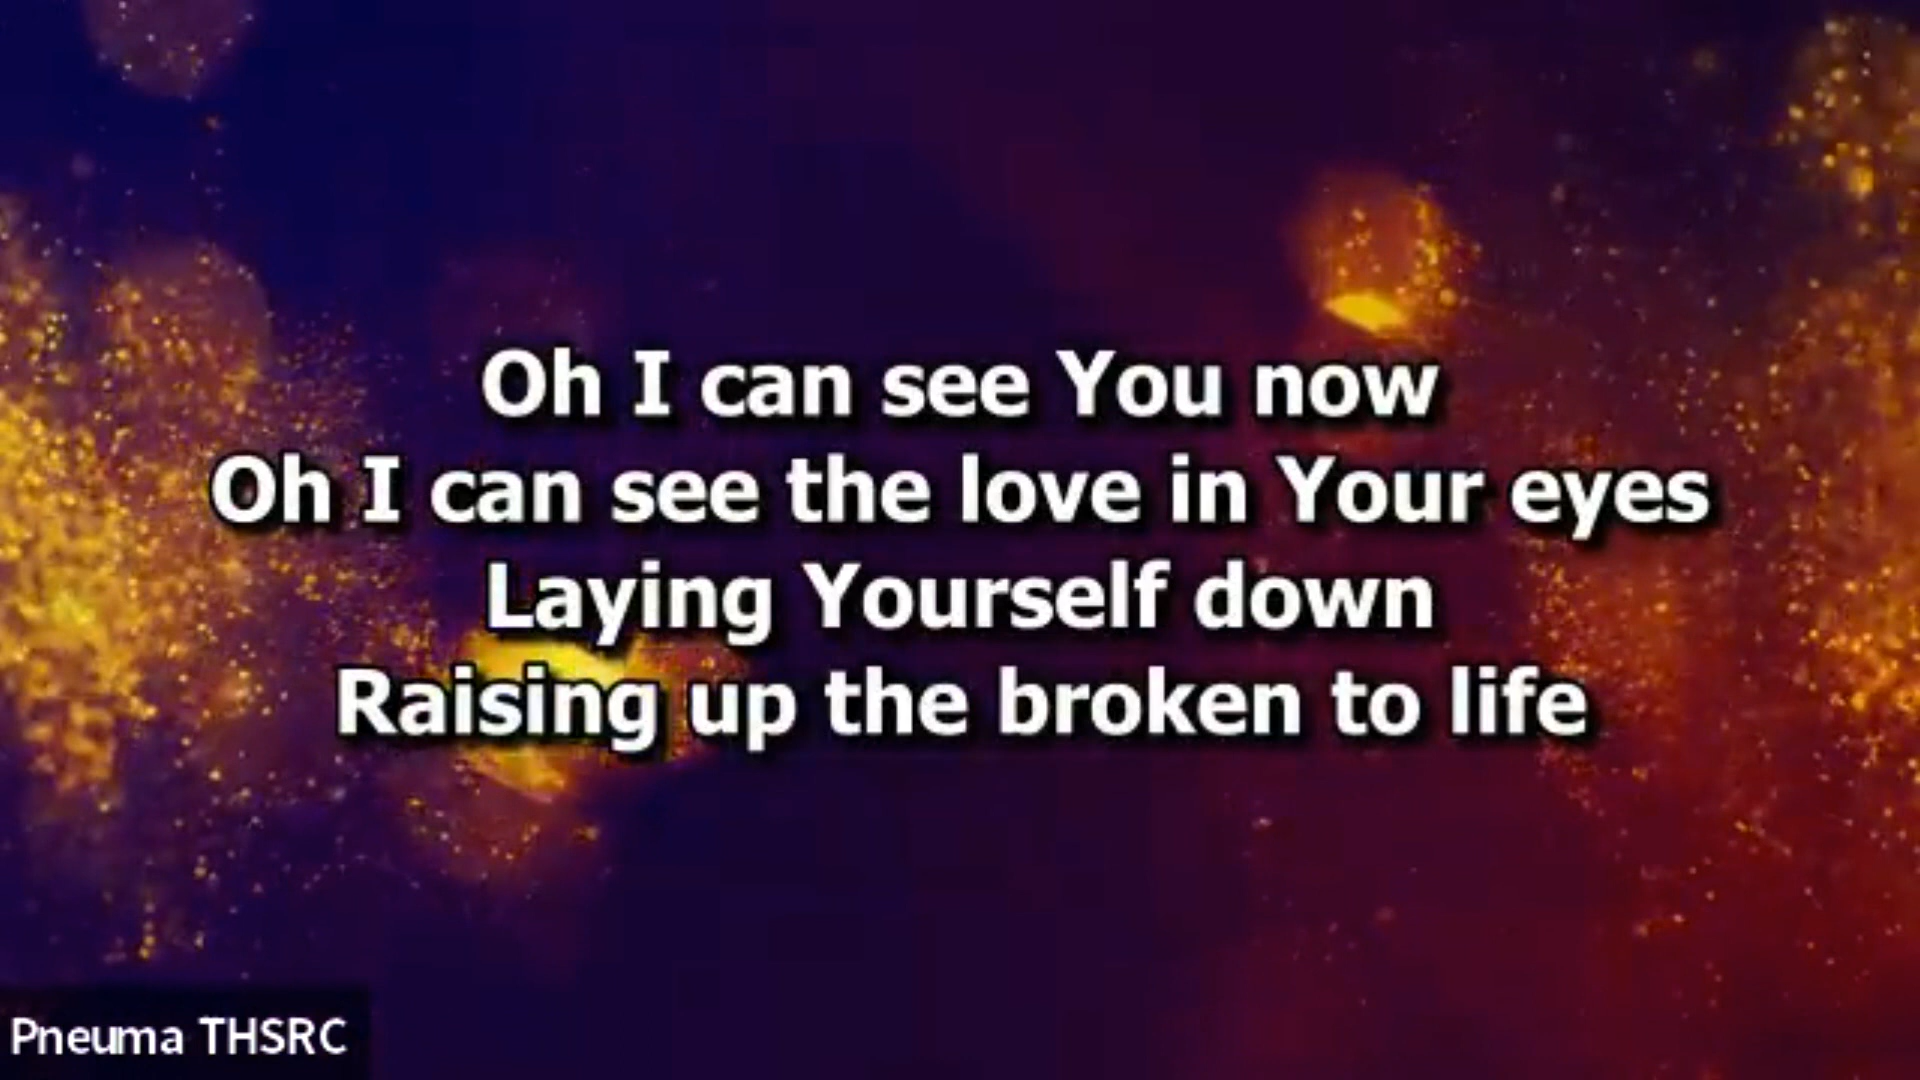 Oh I can see You now
Oh I can see the love in Your eyes
Laying Yourself down
Raising up the broken to life
Pneuma THSRC